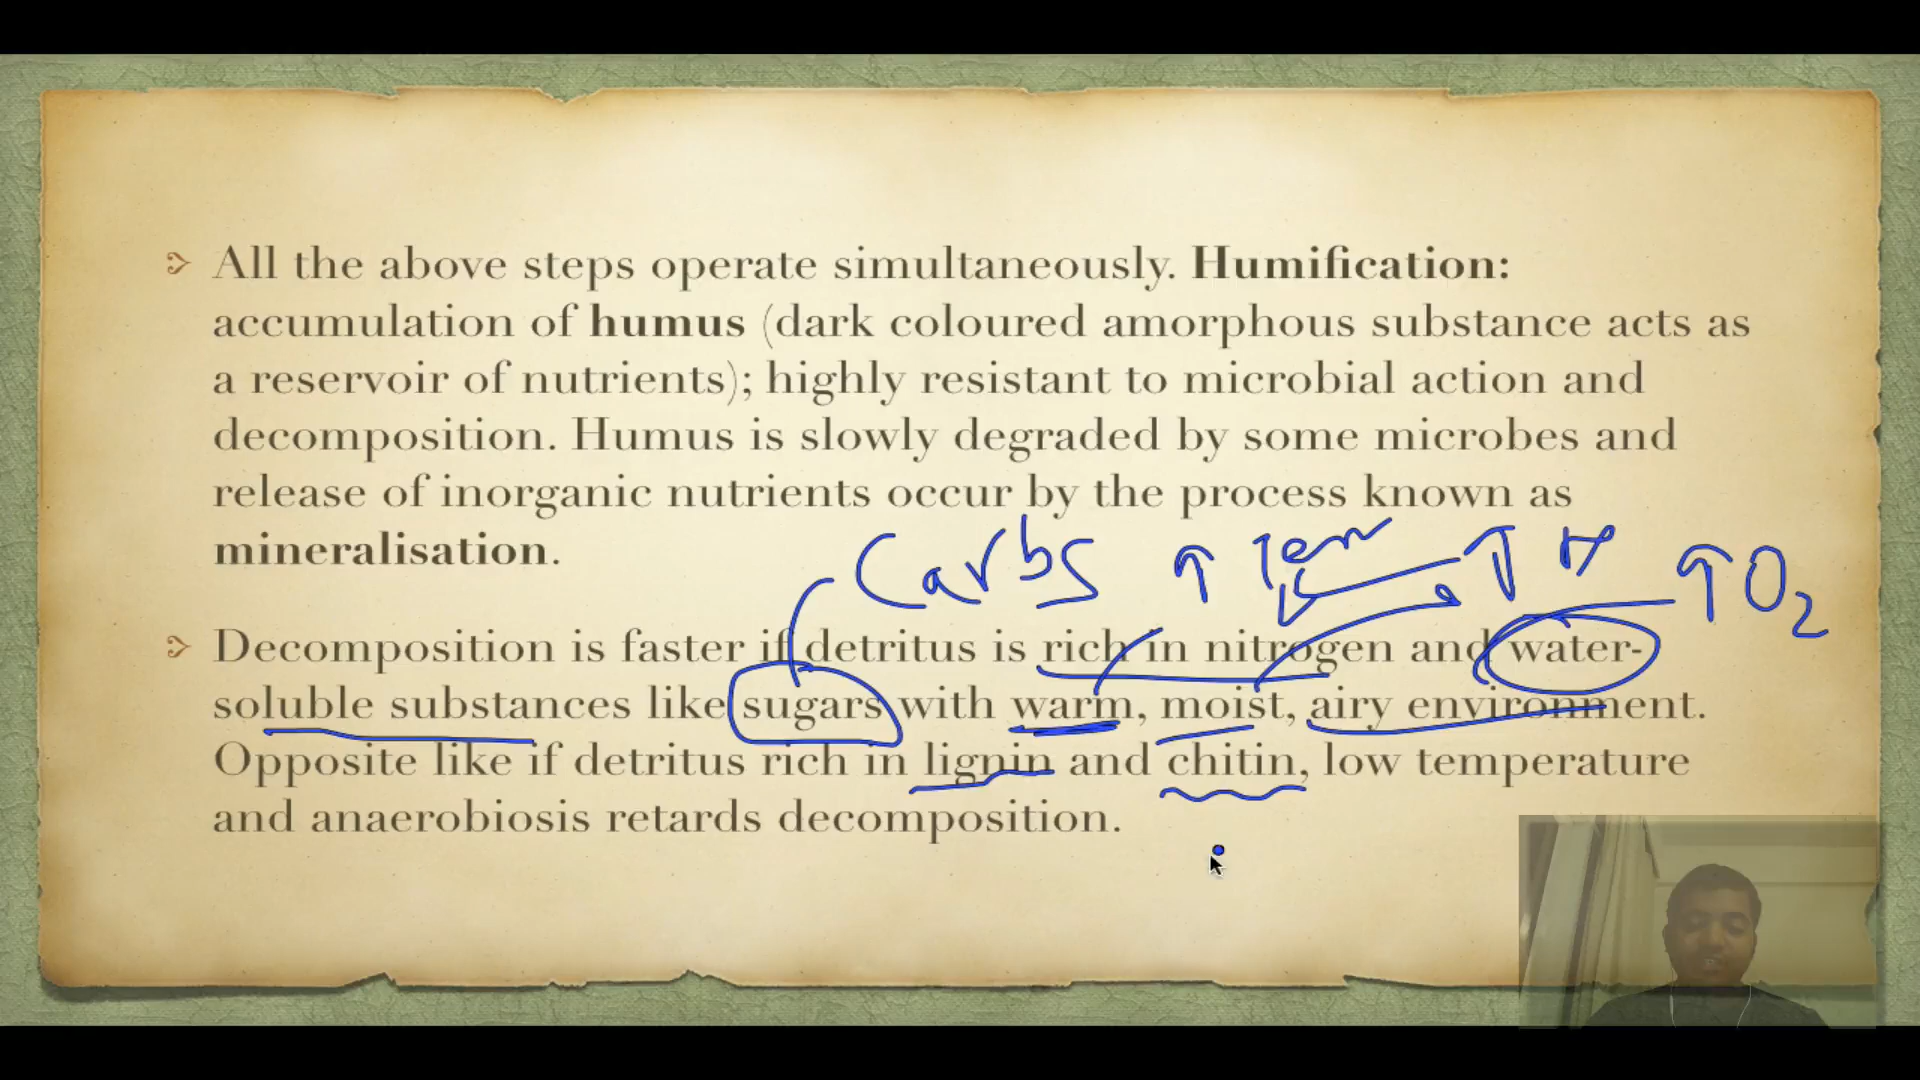 All the above steps operate simultaneously. Humification:
accumulation of humus (dark coloured amorphous substance acts as
a reservoir of nutrients); highly resistant to microbial action and
decomposition. Humus is slowly degraded by some microbes and
release of inorganic nutrients occur by the process known as
mineralisation.
Carbs ↑ Tem ↑ ↑ O2
Decomposition is faster if detritus is rich in nitrogen and water-
soluble substances like sugars with warm, moist, airy environment.
Opposite like if detritus rich in lignin and chitin, low temperature
and anaerobiosis retards decomposition.